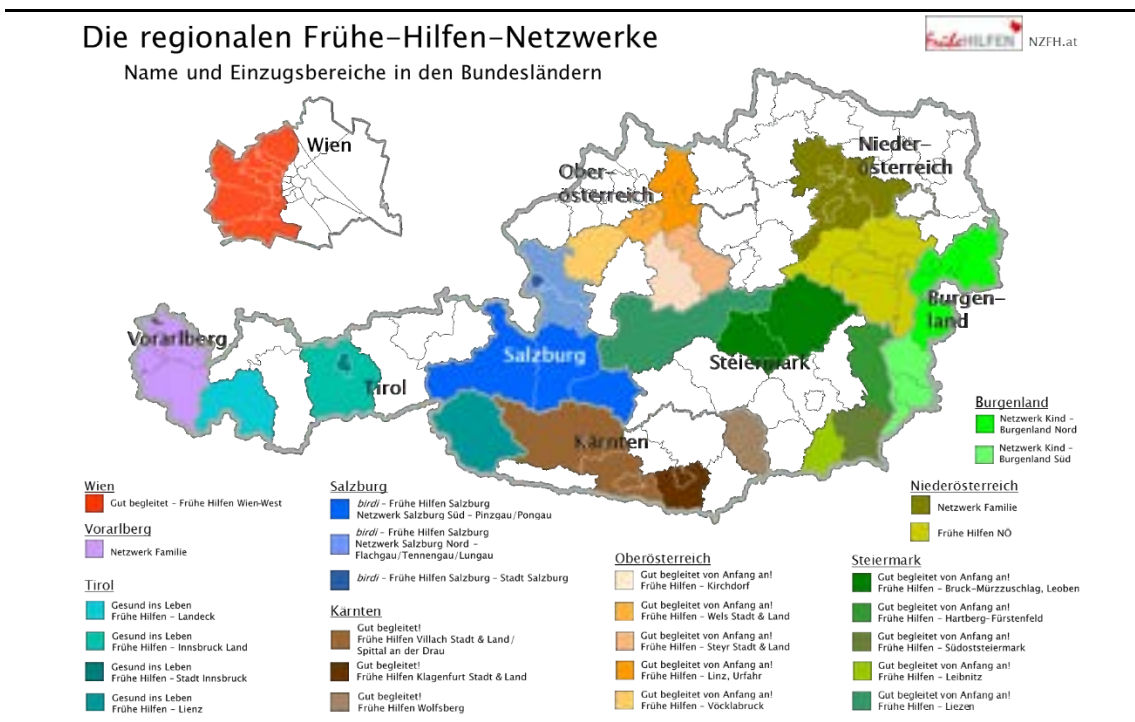 Die regionalen Frühe-Hilfen-Netzwerke
Name und Einzugsbereiche in den Bundesländern
FrüheHILFEN
NZFH.at
Wien
Nieder-
österreich
Ober-
österreich
Burgen-
land
Vorarlberg
Salzburg
Steiermark
Tirol
Kärnten
Burgenland
Netzwerk Kind -
Burgenland Nord
Netzwerk Kind -
Burgenland Süd
Wien
Gut begleitet - Frühe Hilfen Wien-West
Vorarlberg
Netzwerk Familie
Tirol
Gesund ins Leben
Frühe Hilfen - Landeck
Gesund ins Leben
Frühe Hilfen - Innsbruck Land
Gesund ins Leben
Frühe Hilfen - Stadt Innsbruck
Gesund ins Leben
Frühe Hilfen - Lienz
Salzburg
birdi - Frühe Hilfen Salzburg
Netzwerk Salzburg Süd - Pinzgau/Pongau
birdi - Frühe Hilfen Salzburg
Netzwerk Salzburg Nord -
Flachgau/Tennengau/Lungau
birdi - Frühe Hilfen Salzburg - Stadt Salzburg
Kärnten
Gut begleitet!
Frühe Hilfen Villach Stadt & Land/
Spittal an der Drau
Gut begleitet!
Frühe Hilfen Klagenfurt Stadt & Land
Gut begleitet!
Frühe Hilfen Wolfsberg
Oberösterreich
Gut begleitet von Anfang an!
Frühe Hilfen - Kirchdorf
Gut begleitet von Anfang an!
Frühe Hilfen - Wels Stadt & Land
Gut begleitet von Anfang an!
Frühe Hilfen - Steyr Stadt & Land
Gut begleitet von Anfang an!
Frühe Hilfen - Linz, Urfahr
Gut begleitet von Anfang an!
Frühe Hilfen - Vöcklabruck
Niederösterreich
Netzwerk Familie
Frühe Hilfen NÖ
Steiermark
Gut begleitet von Anfang an!
Frühe Hilfen - Bruck-Mürzzuschlag, Leoben
Gut begleitet von Anfang an!
Frühe Hilfen - Hartberg-Fürstenfeld
Gut begleitet von Anfang an!
Frühe Hilfen - Südoststeiermark
Gut begleitet von Anfang an!
Frühe Hilfen - Leibnitz
Gut begleitet von Anfang an!
Frühe Hilfen - Liezen